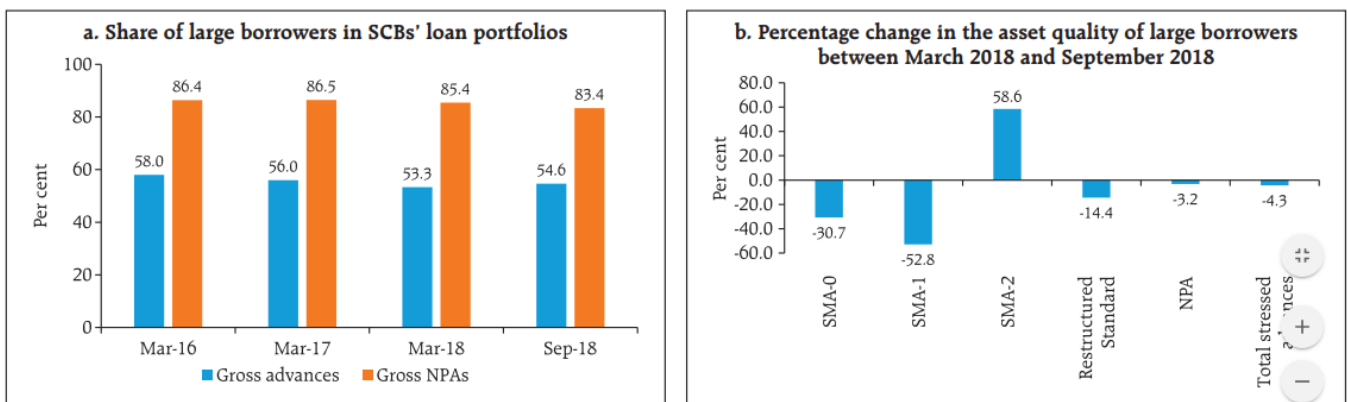 a. Share of large borrowers in SCBs' loan portfolios
Per cent
100
80
60
40
20
0
58.0
86.4
56.0
86.5
53.3
85.4
54.6
83.4
Mar-16
Mar-17
Mar-18
Sep-18
Gross advances
Gross NPAs
b. Percentage change in the asset quality of large borrowers
between March 2018 and September 2018
Per cent
80.0
60.0
40.0
20.0
0.0
-20.0
-40.0
-60.0
-30.7
-52.8
58.6
-14.4
-3.2
-4.3
SMA-0
SMA-1
SMA-2
Restructured
Standard
NPA
Total stressed